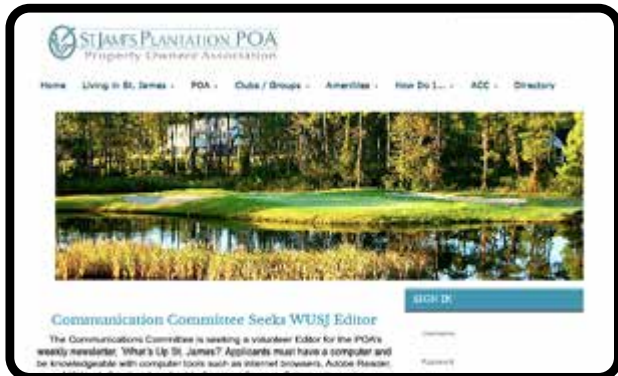 ST. JAMES PLANTATION POA
Property Owners Association
Home Living in St. James POA Clubs / Groups Amenities How Do I... ACC Directory
SIGN IN
Communication Committee Seeks WUSJ Editor
The Communications Committee is seeking a volunteer Editor for the POA's
weekly newsletter, 'What's Up St. James? Applicants must have a computer and
be knowledgeable with computer tools such as internet browsers, Adobe Reader,
Username
Password